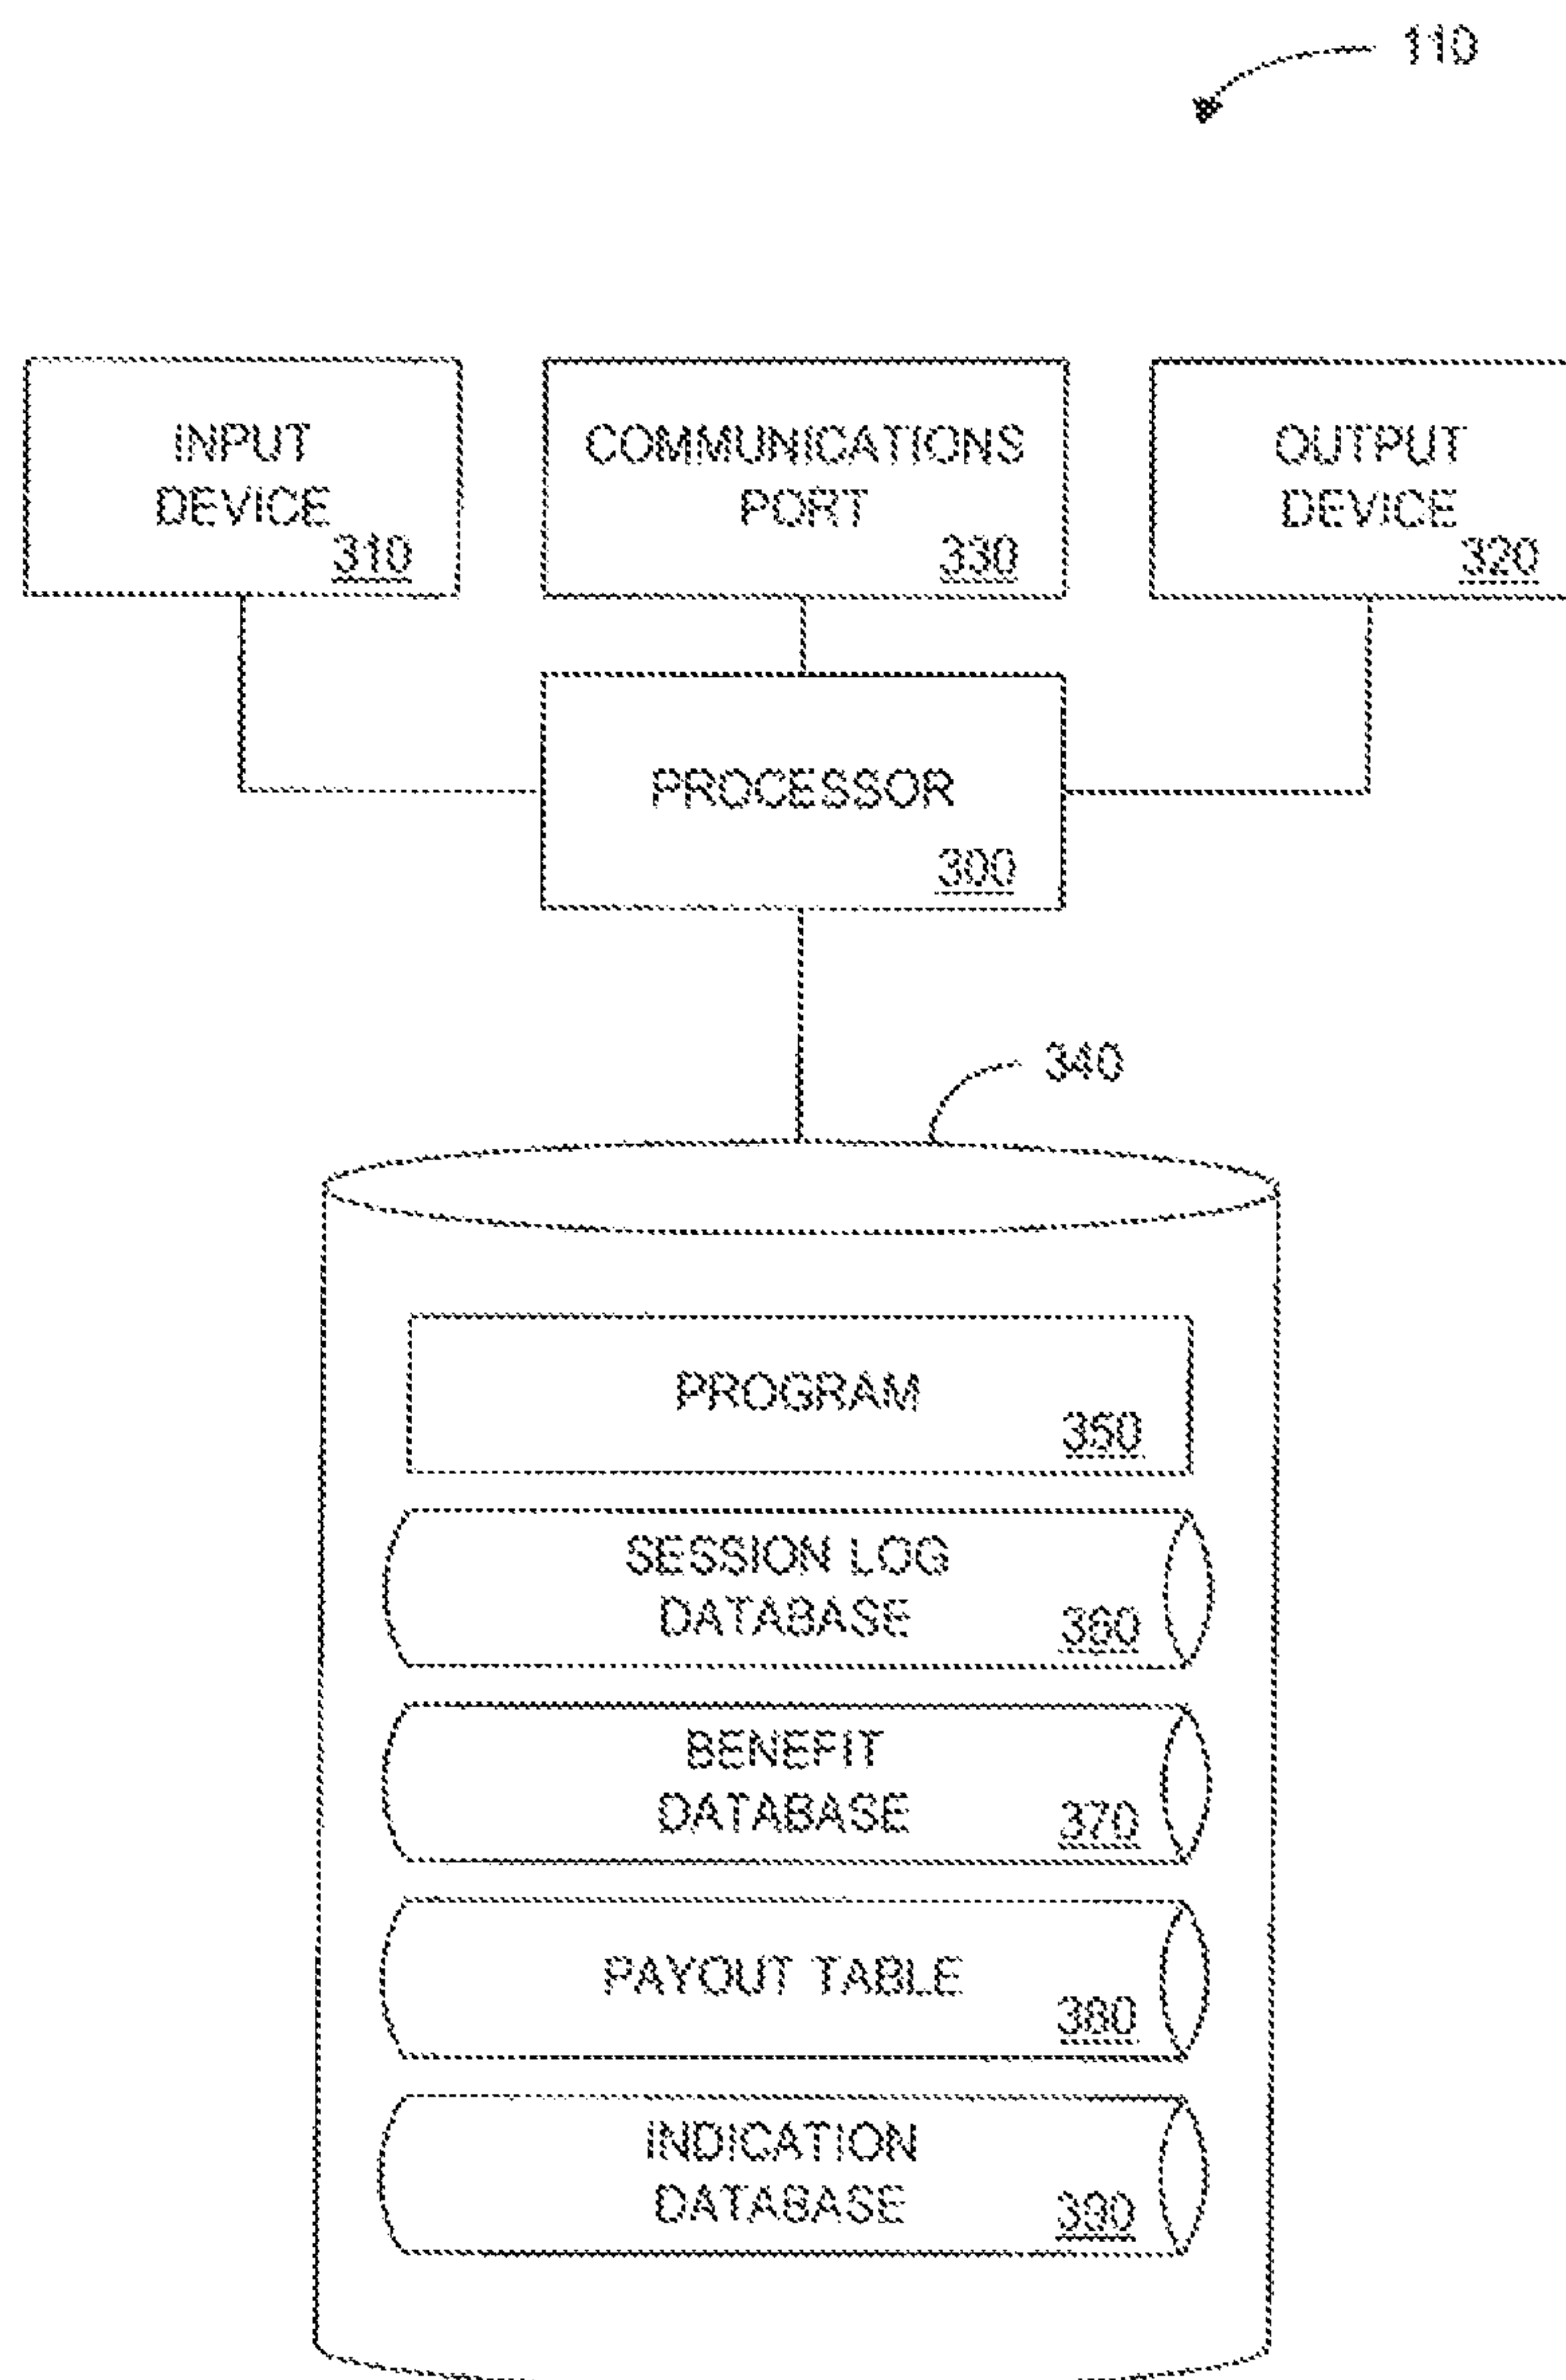 110
INPUT
DEVICE
310
COMMUNICATIONS
PORT
330
OUTPUT
DEVICE
320
PROCESSOR
300
340
PROGRAM
350
SESSION LOG
DATABASE
360
BENEFIT
DATABASE
370
PAYOUT TABLE
380
INDICATION
DATABASE
390